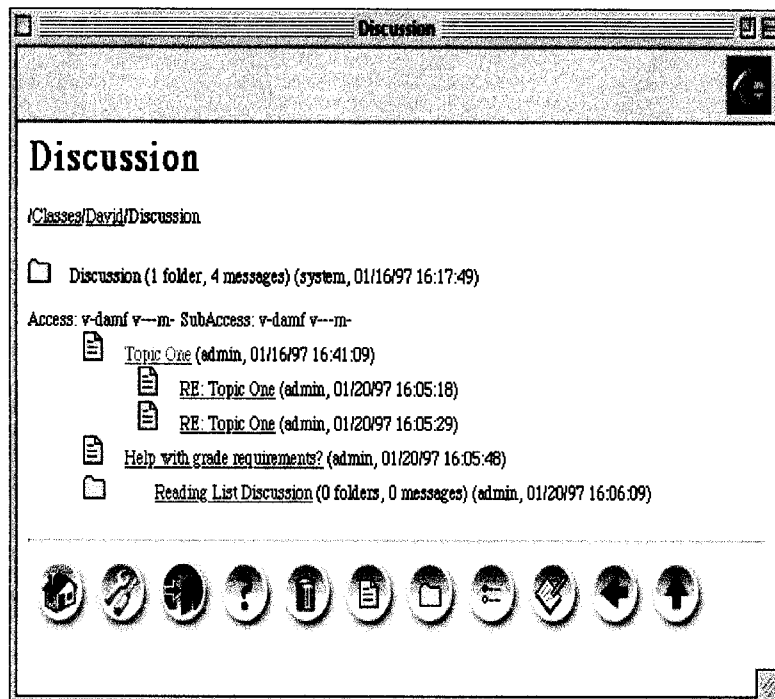 Discussion
Discussion
/Classes/David/Discussion
Discussion (1 folder, 4 messages) (system, 01/16/97 16:17:49)
Access: v-damf v---m- SubAccess: v-damf v---m-
Topic One (admin, 01/16/97 16:41:09)
RE: Topic One (admin, 01/20/97 16:05:18)
RE: Topic One (admin, 01/20/97 16:05:29)
Help with grade requirements? (admin, 01/20/97 16:05:48)
Reading List Discussion (0 folders, 0 messages) (admin, 01/20/97 16:06:09)
?